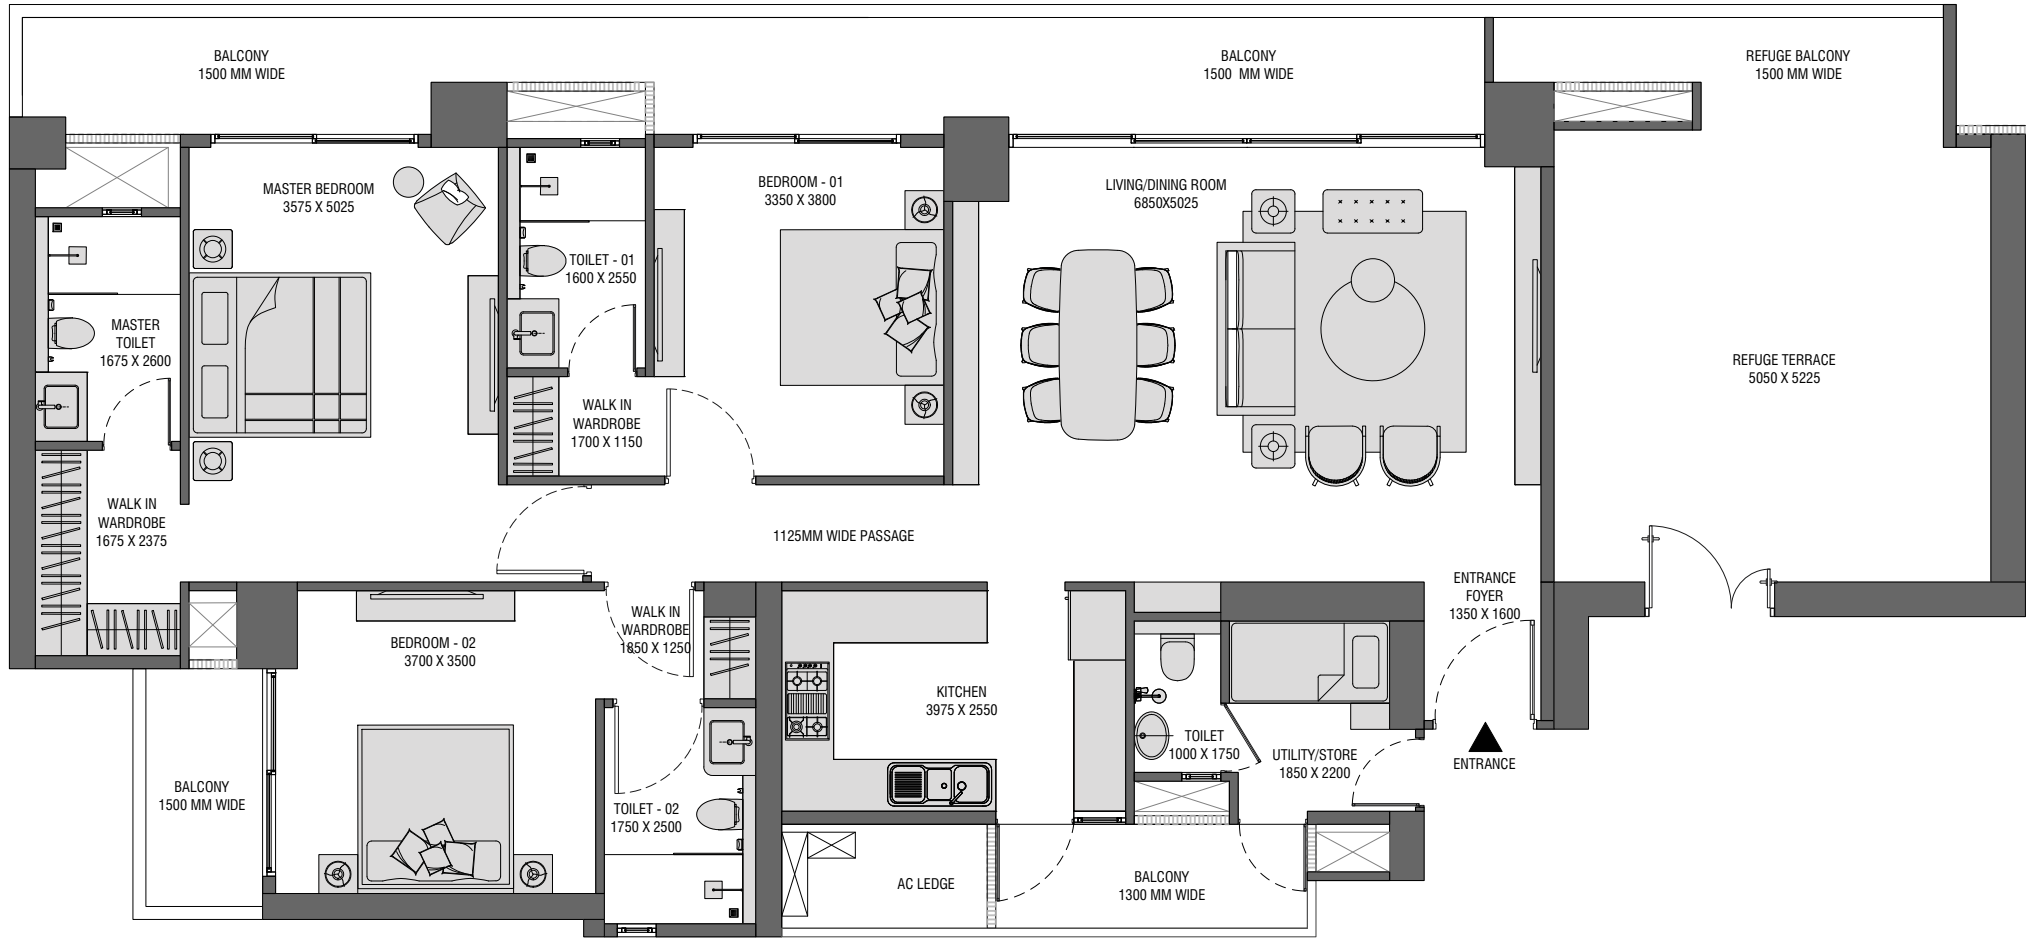 BALCONY
1500 MM WIDE
BALCONY
1500 MM WIDE
REFUGE BALCONY
1500 MM WIDE
MASTER BEDROOM
3575 X 5025
BEDROOM - 01
3350 X 3800
LIVING/DINING ROOM
6850X5025
TOILET - 01
1600 X 2550
MASTER
TOILET
1675 X 2600
REFUGE TERRACE
5050 X 5225
WALK IN
WARDROBE
1700 X 1150
WALK IN
WARDROBE
1675 X 2375
1125MM WIDE PASSAGE
ENTRANCE
FOYER
1350 X 1600
WALK IN
WARDROBE
1850 X 1250
BEDROOM - 02
3700 X 3500
KITCHEN
3975 X 2550
TOILET
1000 X 1750
UTILITY/STORE
1850 X 2200
ENTRANCE
BALCONY
1500 MM WIDE
TOILET - 02
1750 X 2500
AC LEDGE
BALCONY
1300 MM WIDE